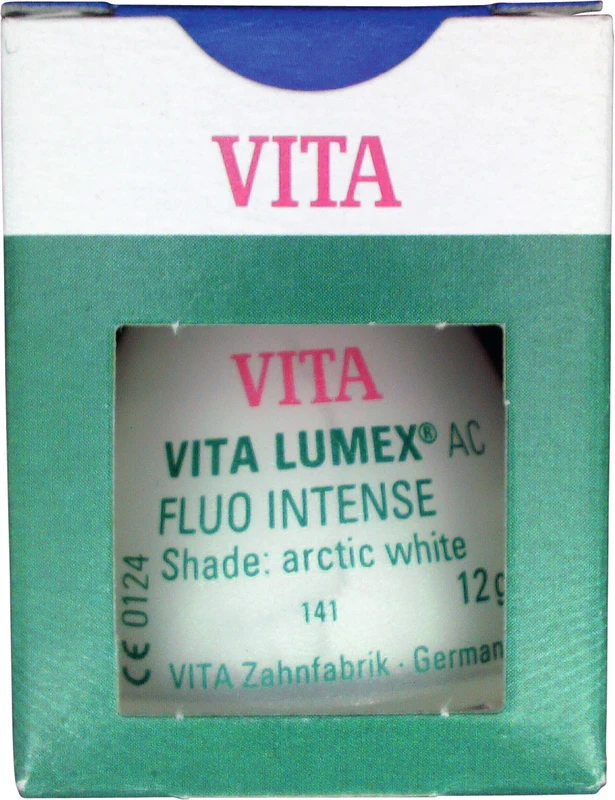 VITA
VITA
VITA LUMEX® AC
FLUO INTENSE
Shade: arctic white
12g
141
CE 0124
VITA Zahnfabrik · German